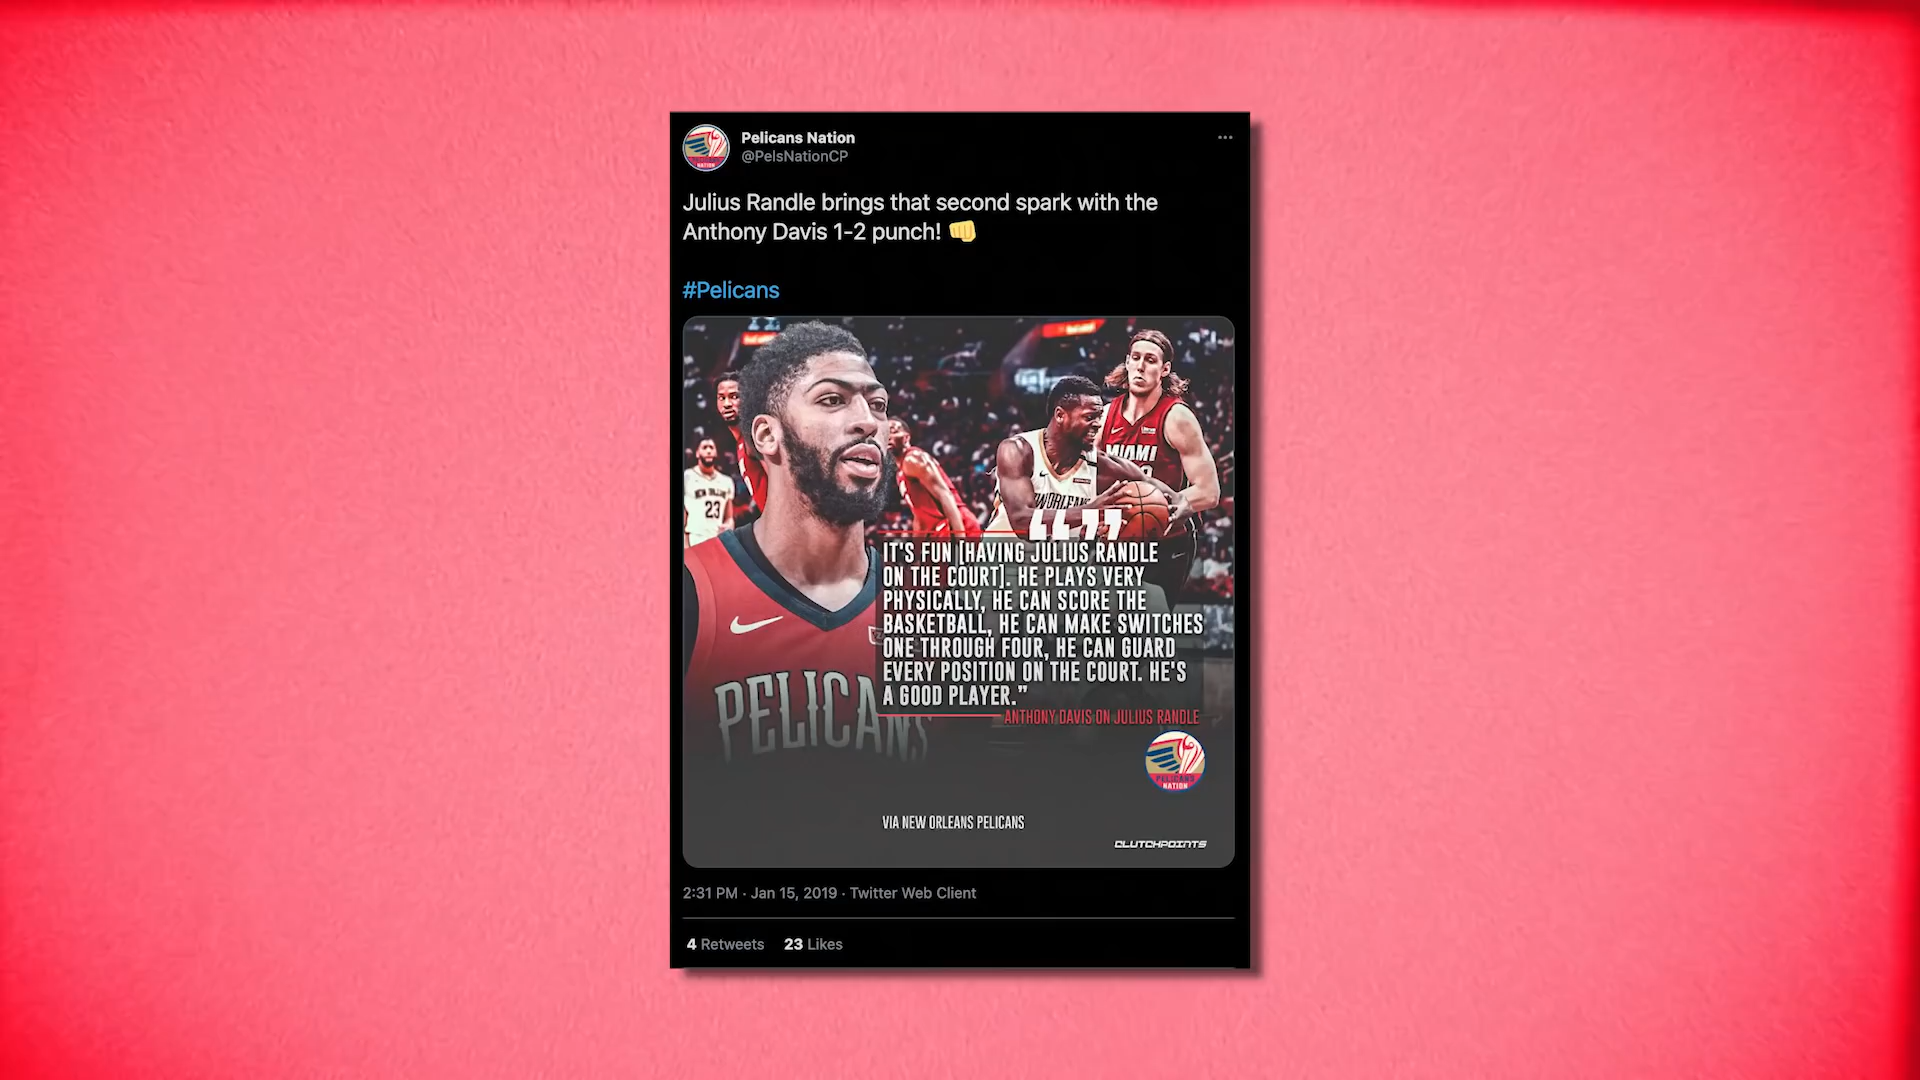 Pelicans Nation
@PelsNationCP
Julius Randle brings that second spark with the
Anthony Davis 1-2 punch! 👊
#Pelicans
MIAMI
NEW ORLEANS
23
PELICANS
““””
IT'S FUN [HAVING JULIUS RANDLE
ON THE COURT]. HE PLAYS VERY
PHYSICALLY, HE CAN SCORE THE
BASKETBALL, HE CAN MAKE SWITCHES
ONE THROUGH FOUR, HE CAN GUARD
EVERY POSITION ON THE COURT. HE'S
A GOOD PLAYER.”
ANTHONY DAVIS ON JULIUS RANDLE
PELICANS
NATION
VIA NEW ORLEANS PELICANS
CLUTCHPOINTS
2:31 PM · Jan 15, 2019 · Twitter Web Client
4 Retweets 23 Likes